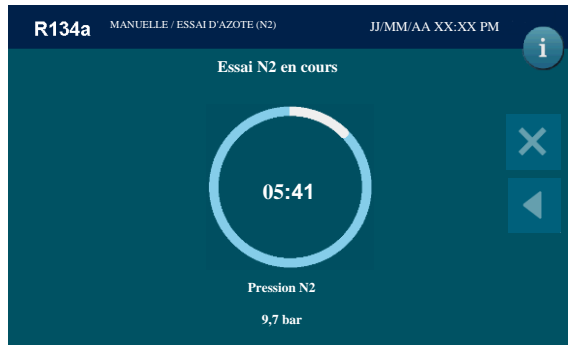 R134a
MANUELLE / ESSAI D'AZOTE (N2)
JJ/MM/AA XX:XX PM
i
Essai N2 en cours
05:41
Pression N2
9,7 bar